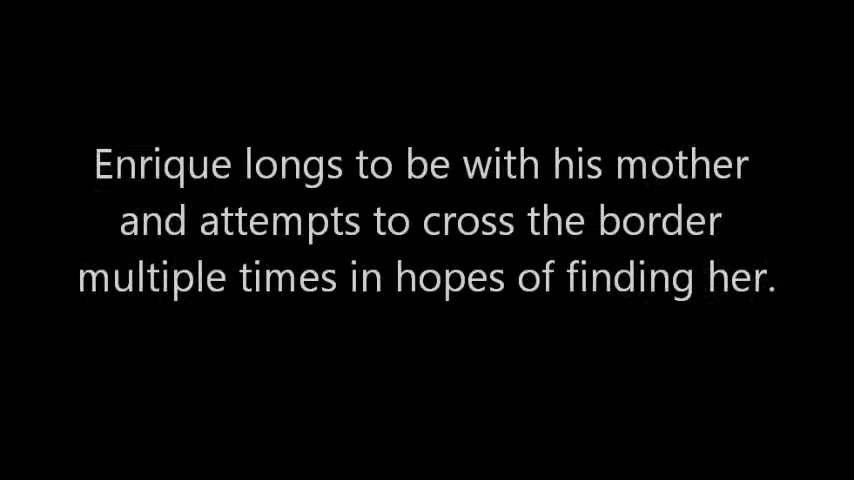 Enrique longs to be with his mother
and attempts to cross the border
multiple times in hopes of finding her.